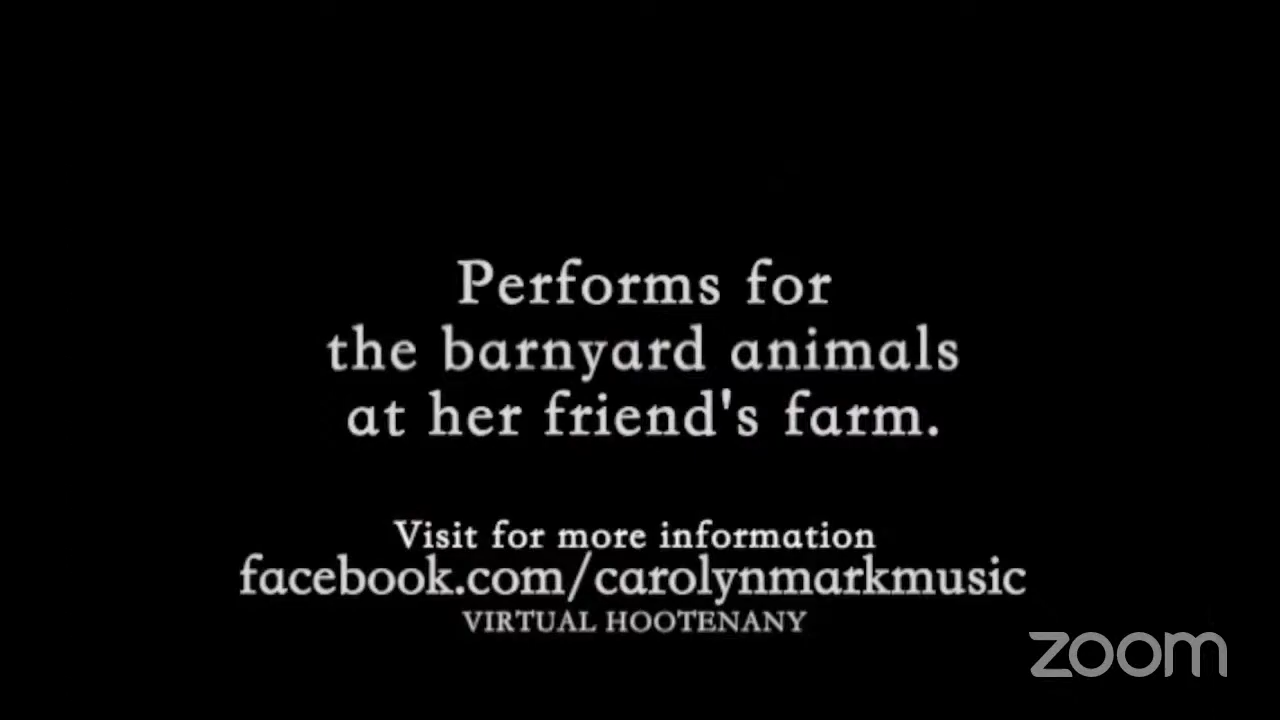 Performs for
the barnyard animals
at her friend's farm.
Visit for more information
facebook.com/carolynmarkmusic
VIRTUAL HOOTENANY
zoom